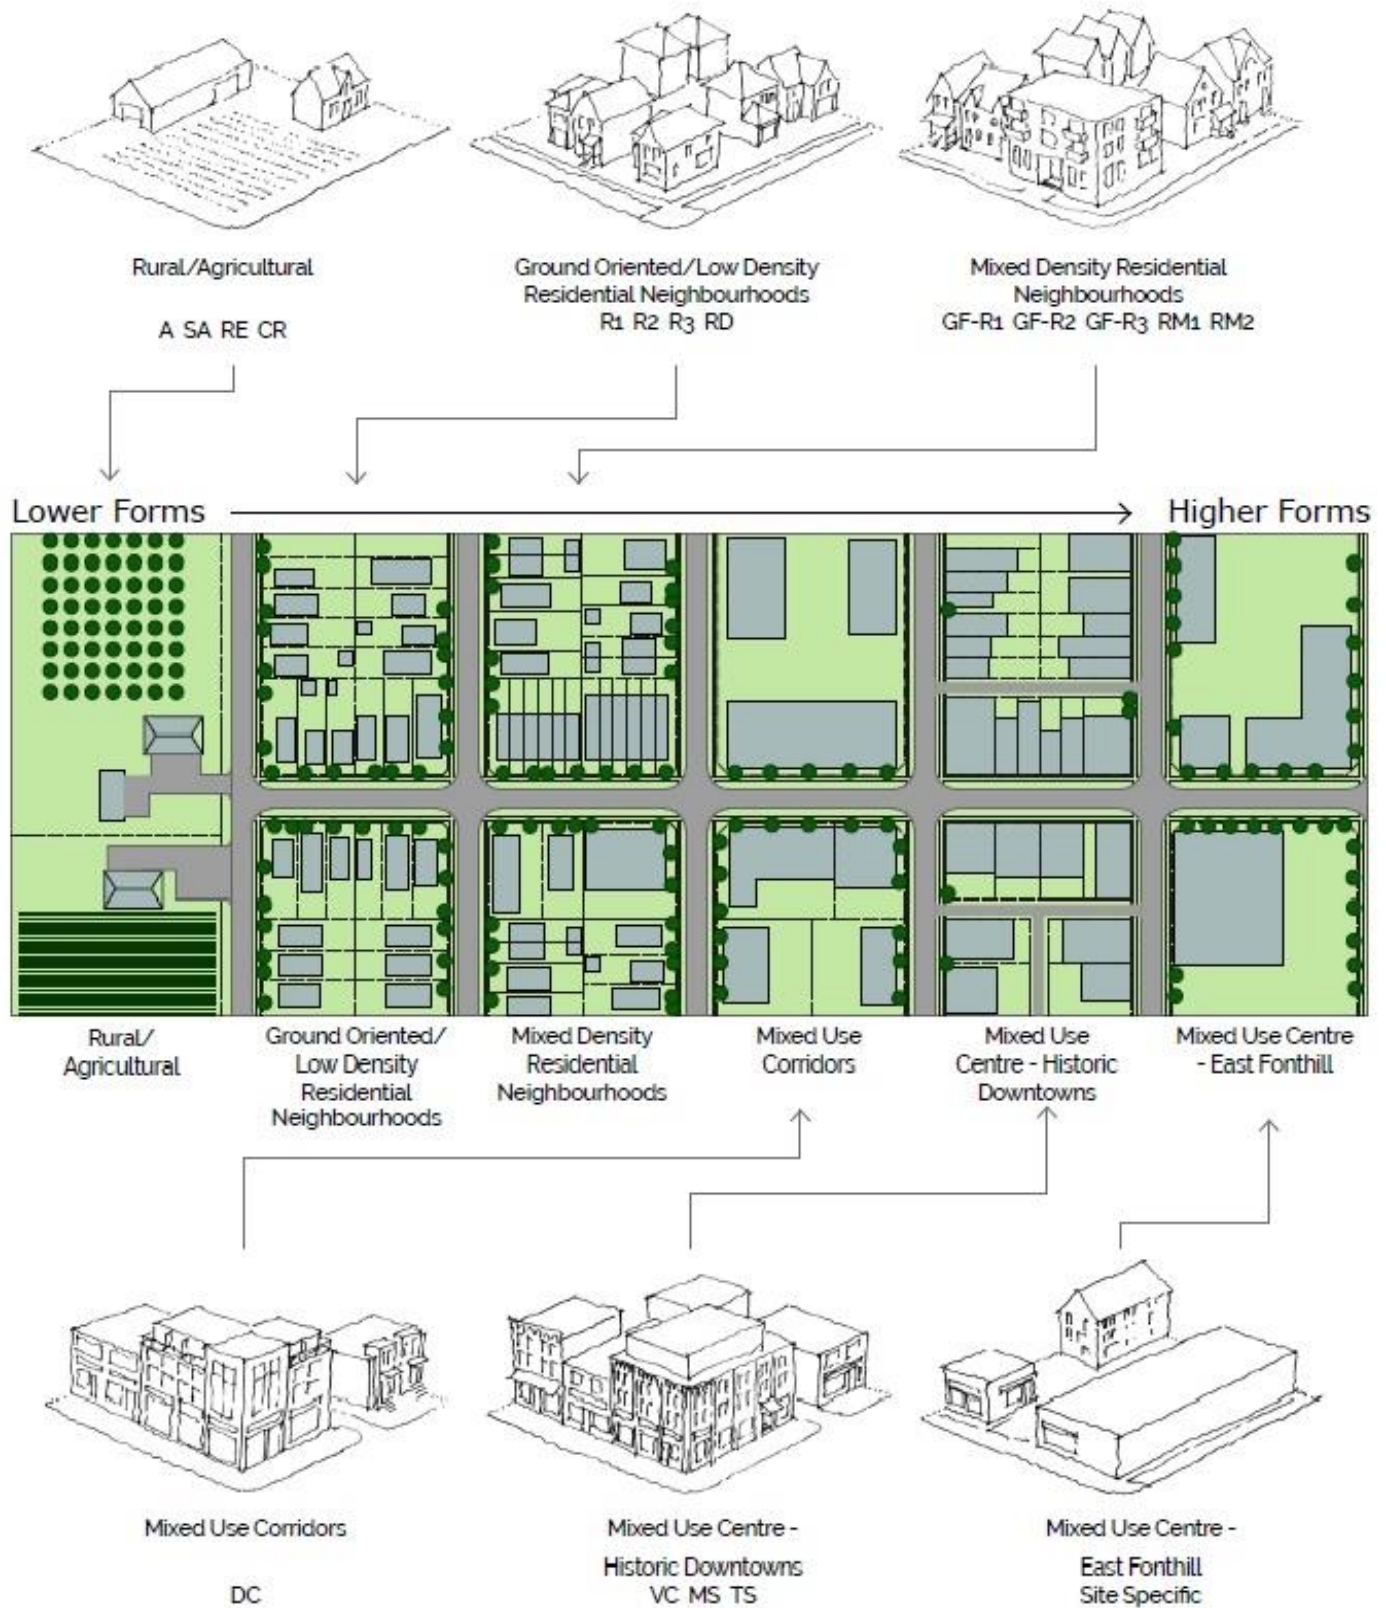 Rural/Agricultural
A SA RE CR
Ground Oriented/Low Density
Residential Neighbourhoods
R1 R2 R3 RD
Mixed Density Residential
Neighbourhoods
GF-R1 GF-R2 GF-R3 RM1 RM2
Lower Forms
Higher Forms
Rural/
Agricultural
Ground Oriented/
Low Density
Residential
Neighbourhoods
Mixed Density
Residential
Neighbourhoods
Mixed Use
Corridors
Mixed Use
Centre - Historic
Downtowns
Mixed Use Centre
- East Fonthill
Mixed Use Corridors
DC
Mixed Use Centre -
Historic Downtowns
VC MS TS
Mixed Use Centre -
East Fonthill
Site Specific